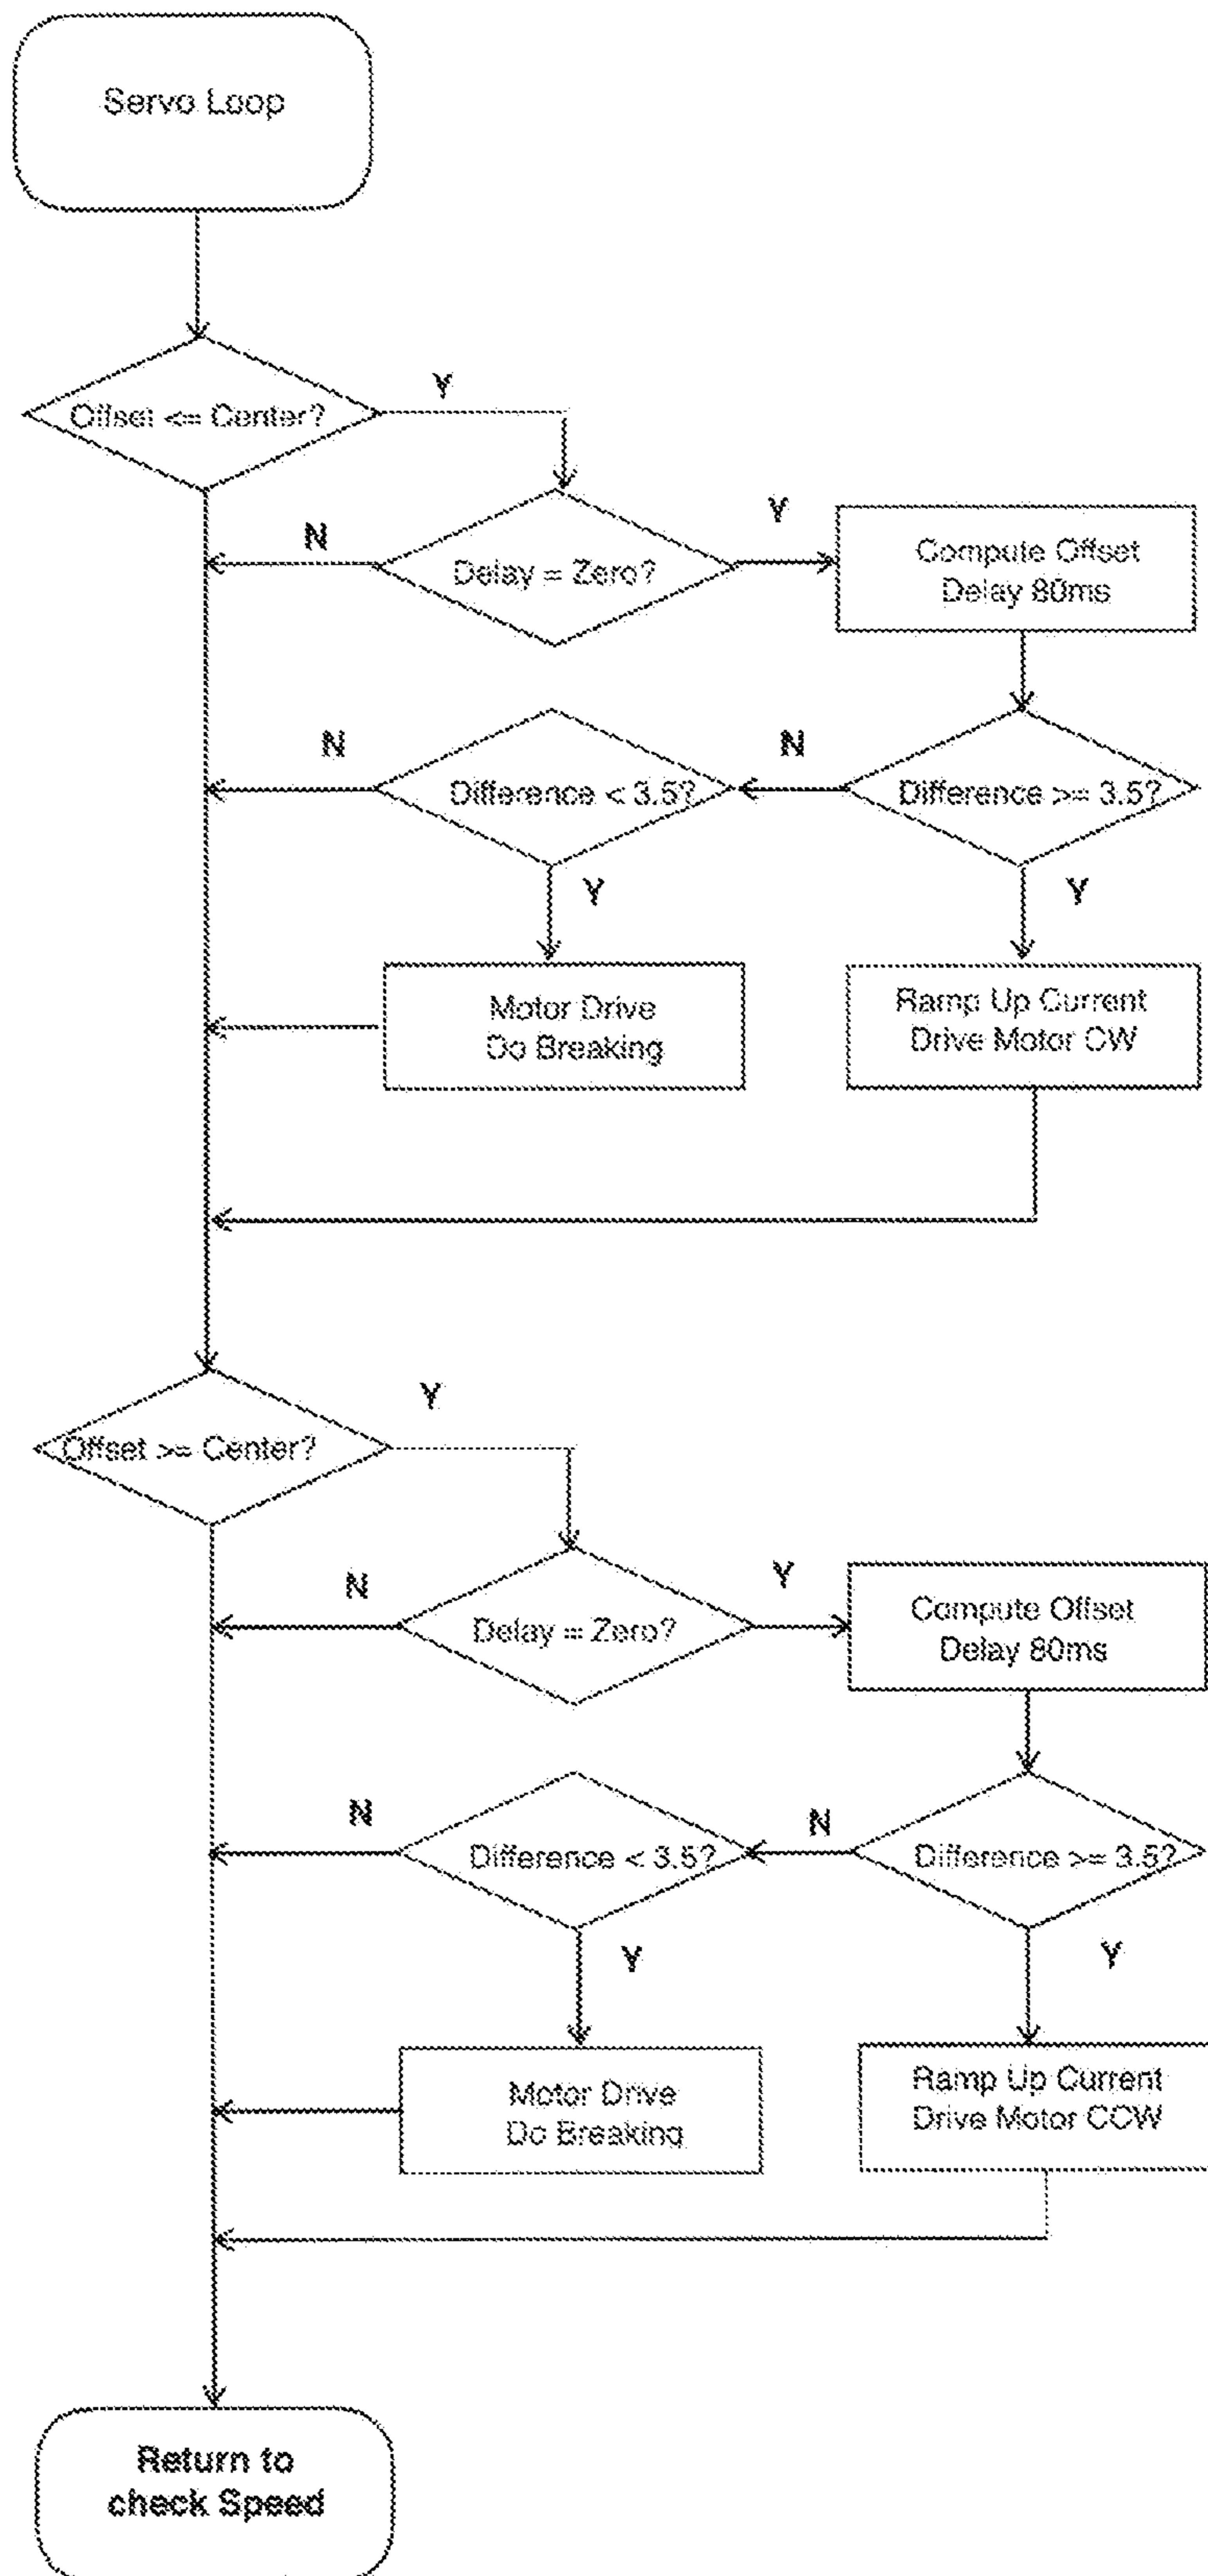 Servo Loop
Offset <= Center?
Y
N
Delay = Zero?
Y
Compute Offset
Delay 80ms
N
Difference < 3.5?
N
Difference >= 3.5?
Y
Y
Motor Drive
Do Breaking
Ramp Up Current
Drive Motor CW
Offset >= Center?
Y
N
Delay = Zero?
Y
Compute Offset
Delay 80ms
N
Difference < 3.5?
N
Difference >= 3.5?
Y
Y
Motor Drive
Do Breaking
Ramp Up Current
Drive Motor CCW
Return to
check Speed